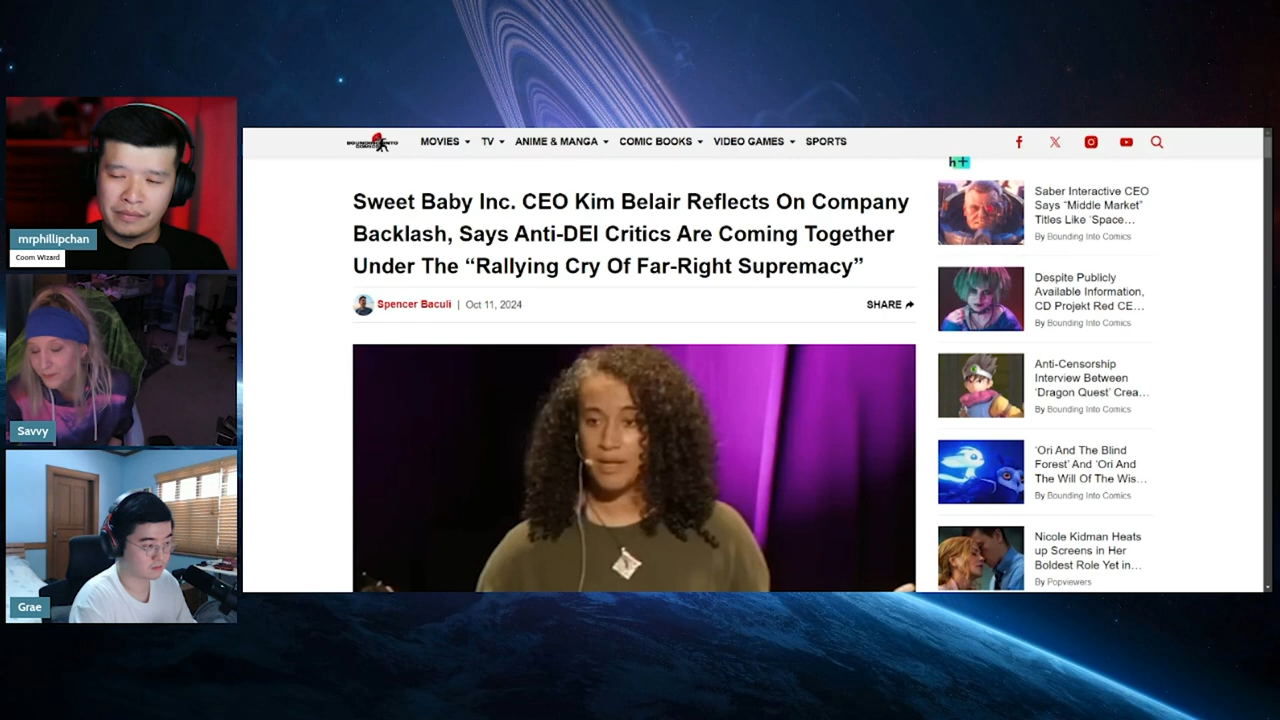 mrphillipchan
Coom Wizard
Savvy
Grae
BOUNDING INTO COMICS
MOVIES
TV
ANIME & MANGA
COMIC BOOKS
VIDEO GAMES
SPORTS
h+
Sweet Baby Inc. CEO Kim Belair Reflects On Company
Backlash, Says Anti-DEI Critics Are Coming Together
Under The “Rallying Cry Of Far-Right Supremacy”
Spencer Baculi | Oct 11, 2024
SHARE
Saber Interactive CEO
Says “Middle Market”
Titles Like ‘Space…
By Bounding Into Comics
Despite Publicly
Available Information,
CD Projekt Red CE…
By Bounding Into Comics
Anti-Censorship
Interview Between
‘Dragon Quest’ Crea…
By Bounding Into Comics
‘Ori And The Blind
Forest’ And ‘Ori And
The Will Of The Wis…
By Bounding Into Comics
Nicole Kidman Heats
up Screens in Her
Boldest Role Yet in…
By Popviewers